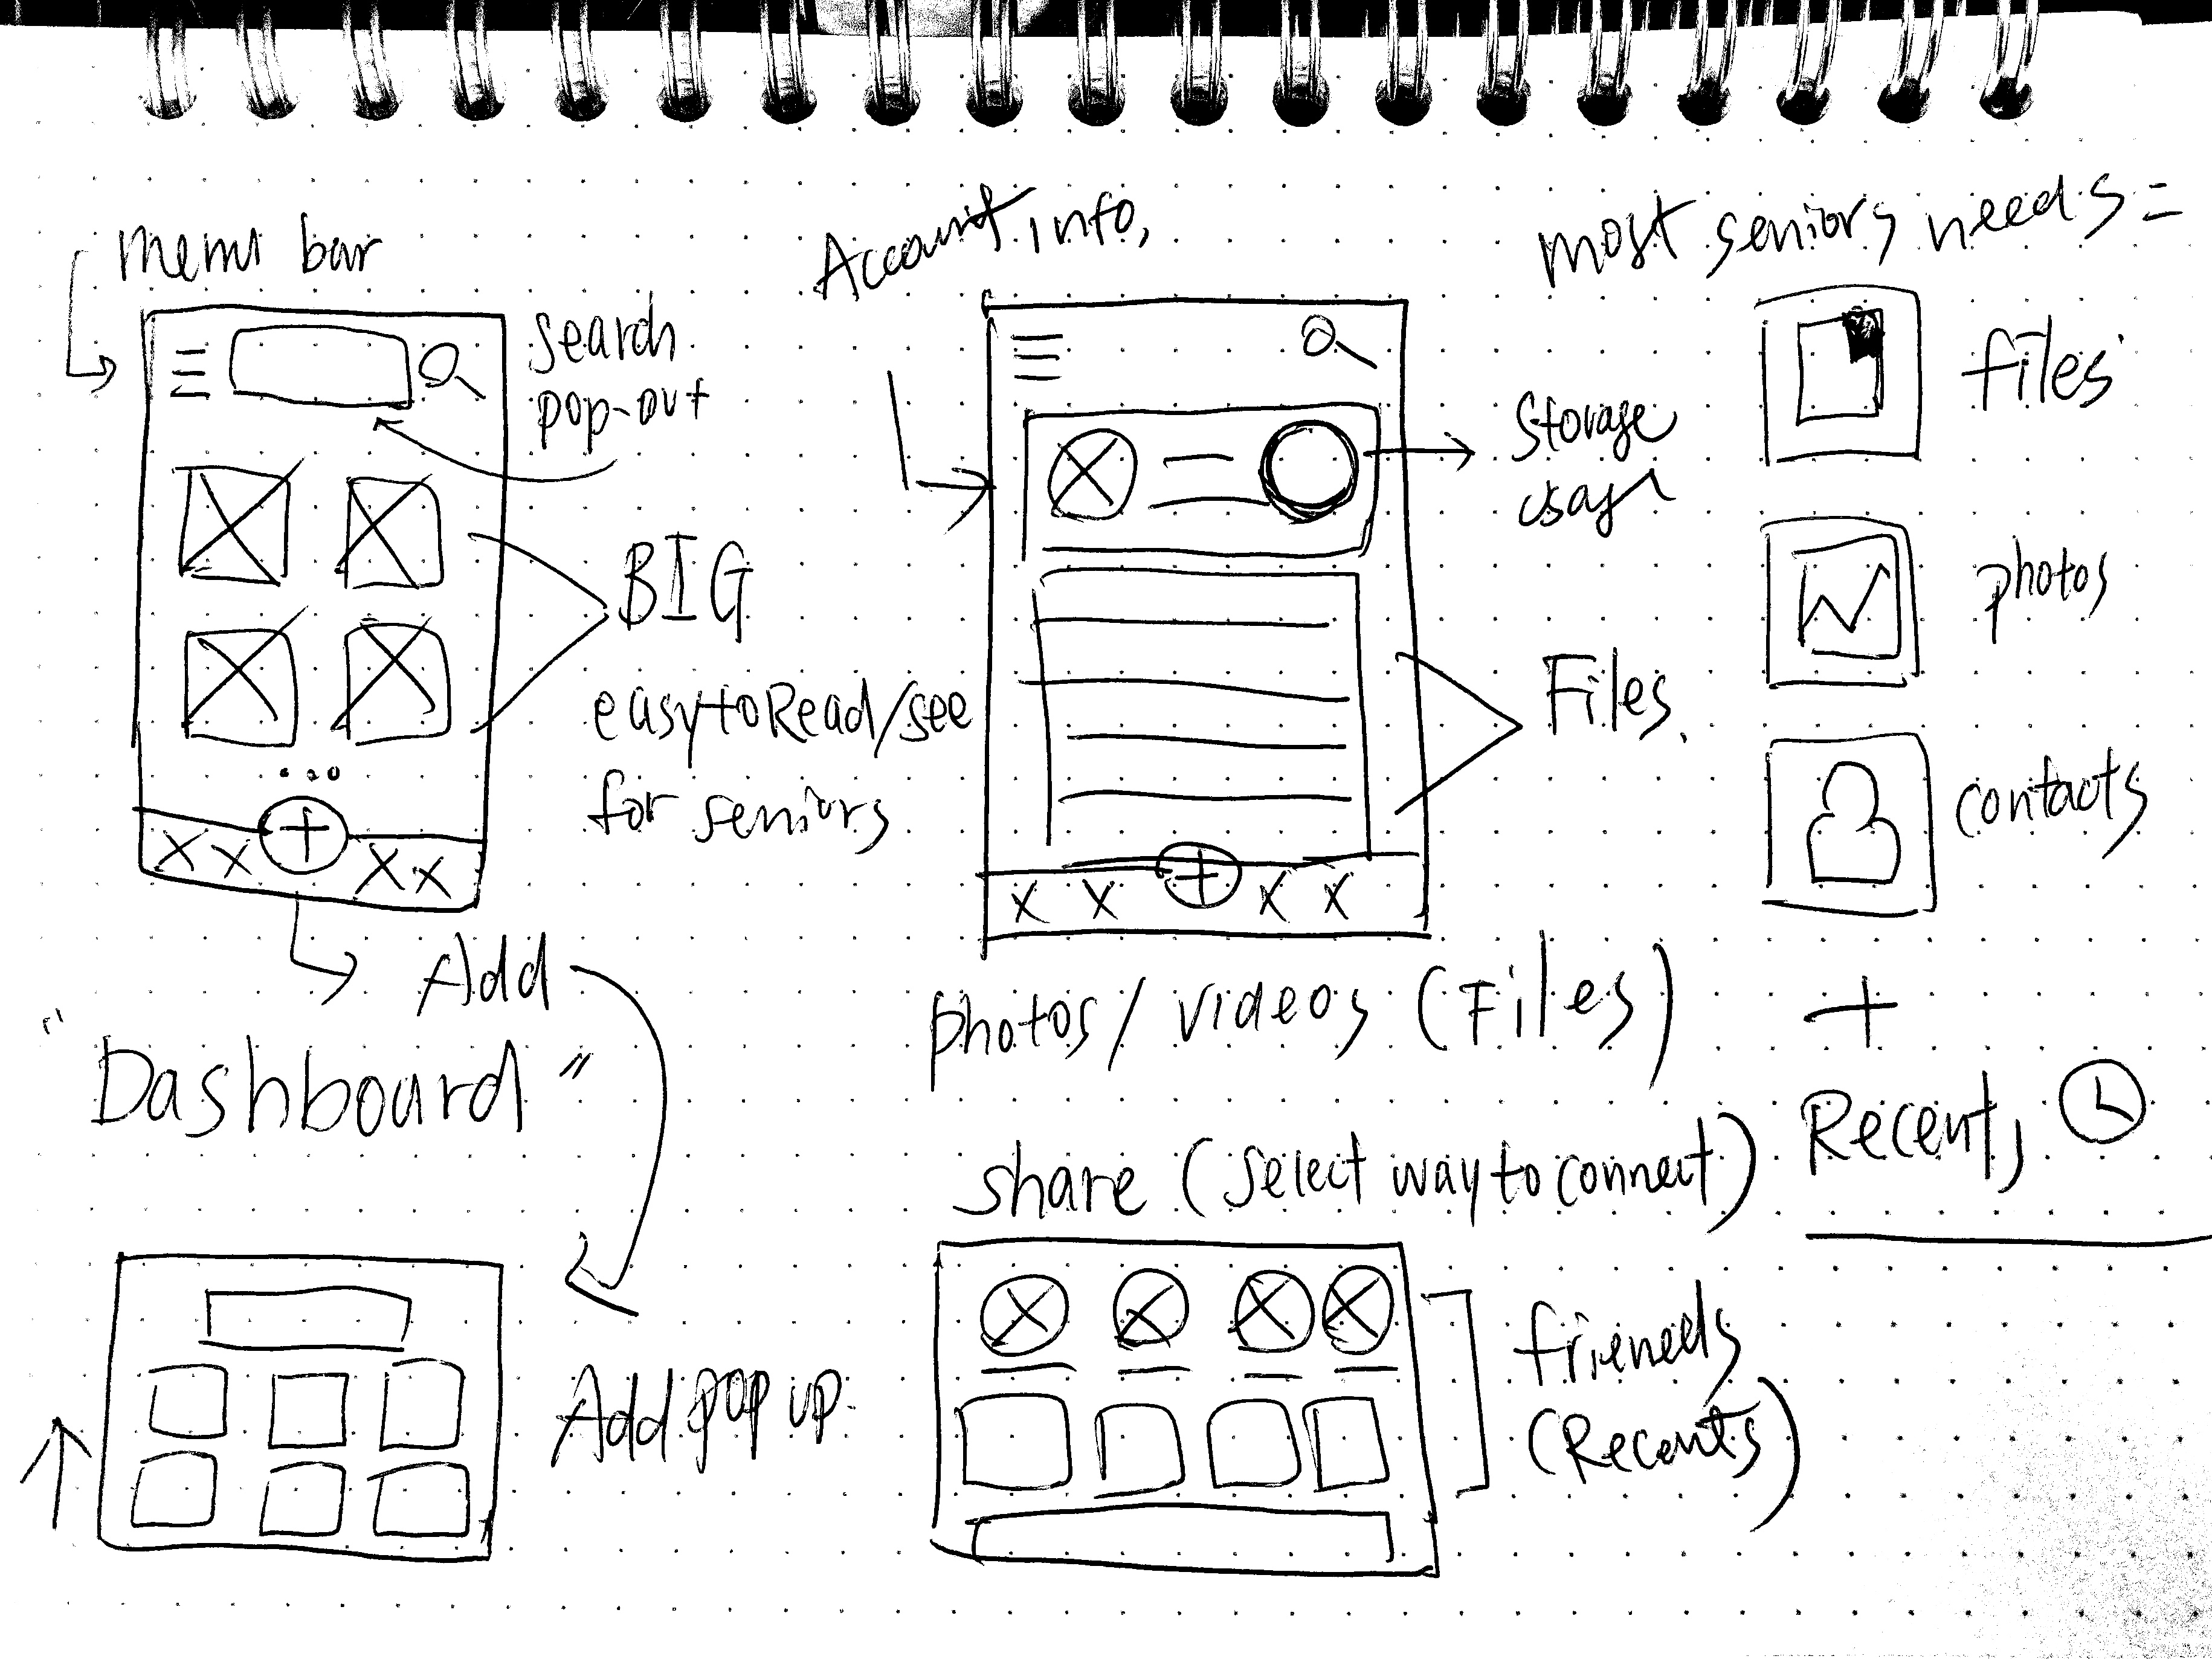 menu bar
search
pop-out
BIG
easy to Read/see
for seniors
Add
"Dashboard"
Add pop up
Account info,
storage
usage
Files.
photos/videos (Files)
share (select way to connect)
frieneds
(Recents)
most seniors needs =
files
photos
contacts
+
Recent,